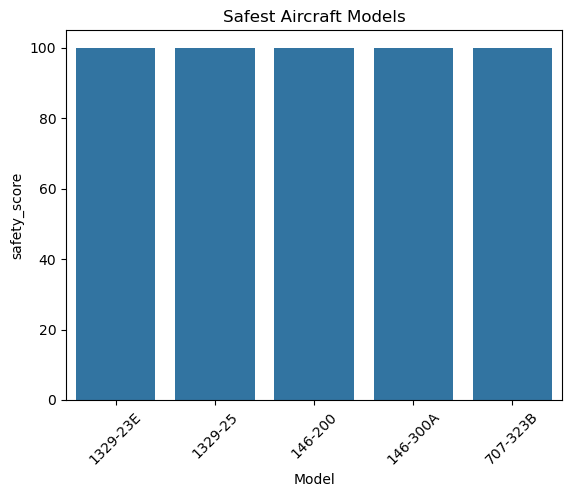 Safest Aircraft Models
safety_score
100
80
60
40
20
0
1329-23E
1329-25
146-200
146-300A
707-323B
Model